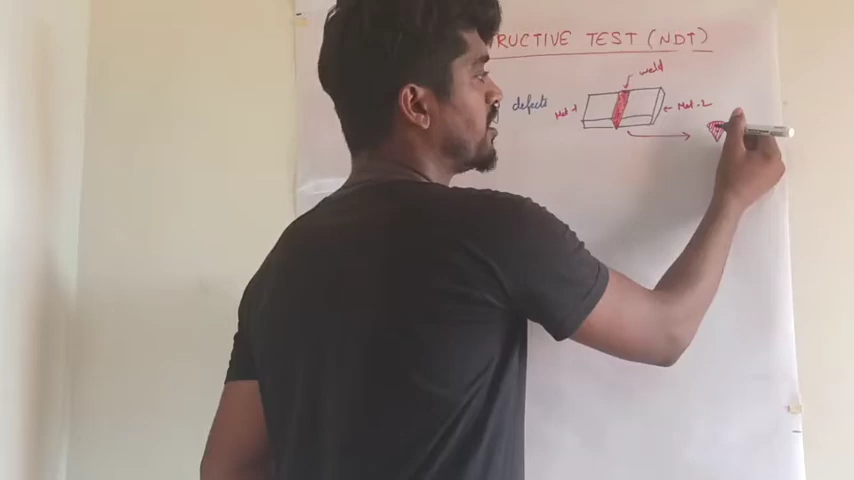 RUCTIVE TEST (NDT)
weld
defects
Mat-1
Mat-2